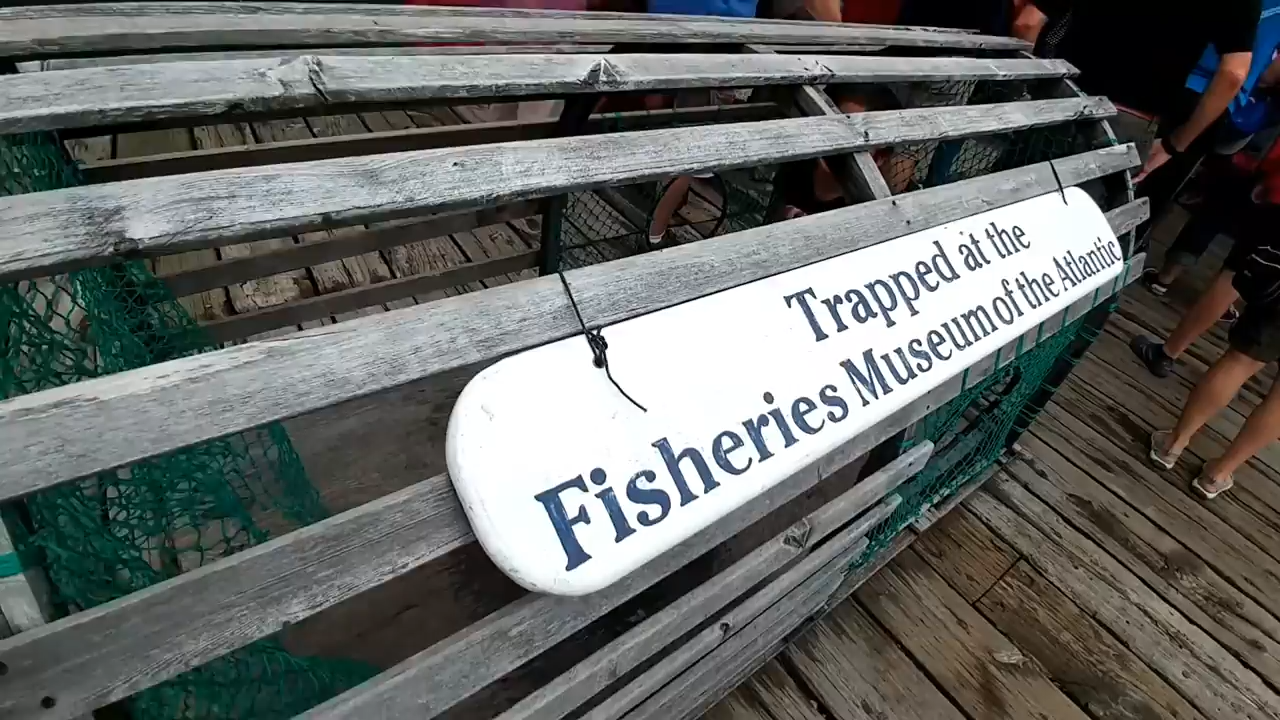 Trapped at the
Fisheries Museum of the Atlantic